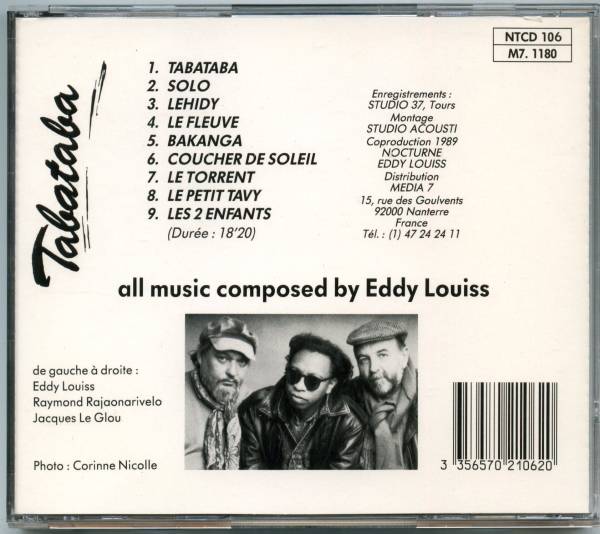 NTCD 106
M7. 1180
Tabataba
1. TABATABA
2. SOLO
3. LEHIDY
4. LE FLEUVE
5. BAKANGA
6. COUCHER DE SOLEIL
7. LE TORRENT
8. LE PETIT TAVY
9. LES 2 ENFANTS
(Durée : 18'20)
Enregistrements :
STUDIO 37, Tours
Montage
STUDIO ACOUSTI
Coproduction 1989
NOCTURNE
EDDY LOUISS
Distribution
MEDIA 7
15, rue des Goulvents
92000 Nanterre
France
Tél. : (1) 47 24 24 11
all music composed by Eddy Louiss
de gauche à droite :
Eddy Louiss
Raymond Rajaonarivelo
Jacques Le Glou
Photo : Corinne Nicolle
3 356570 210620